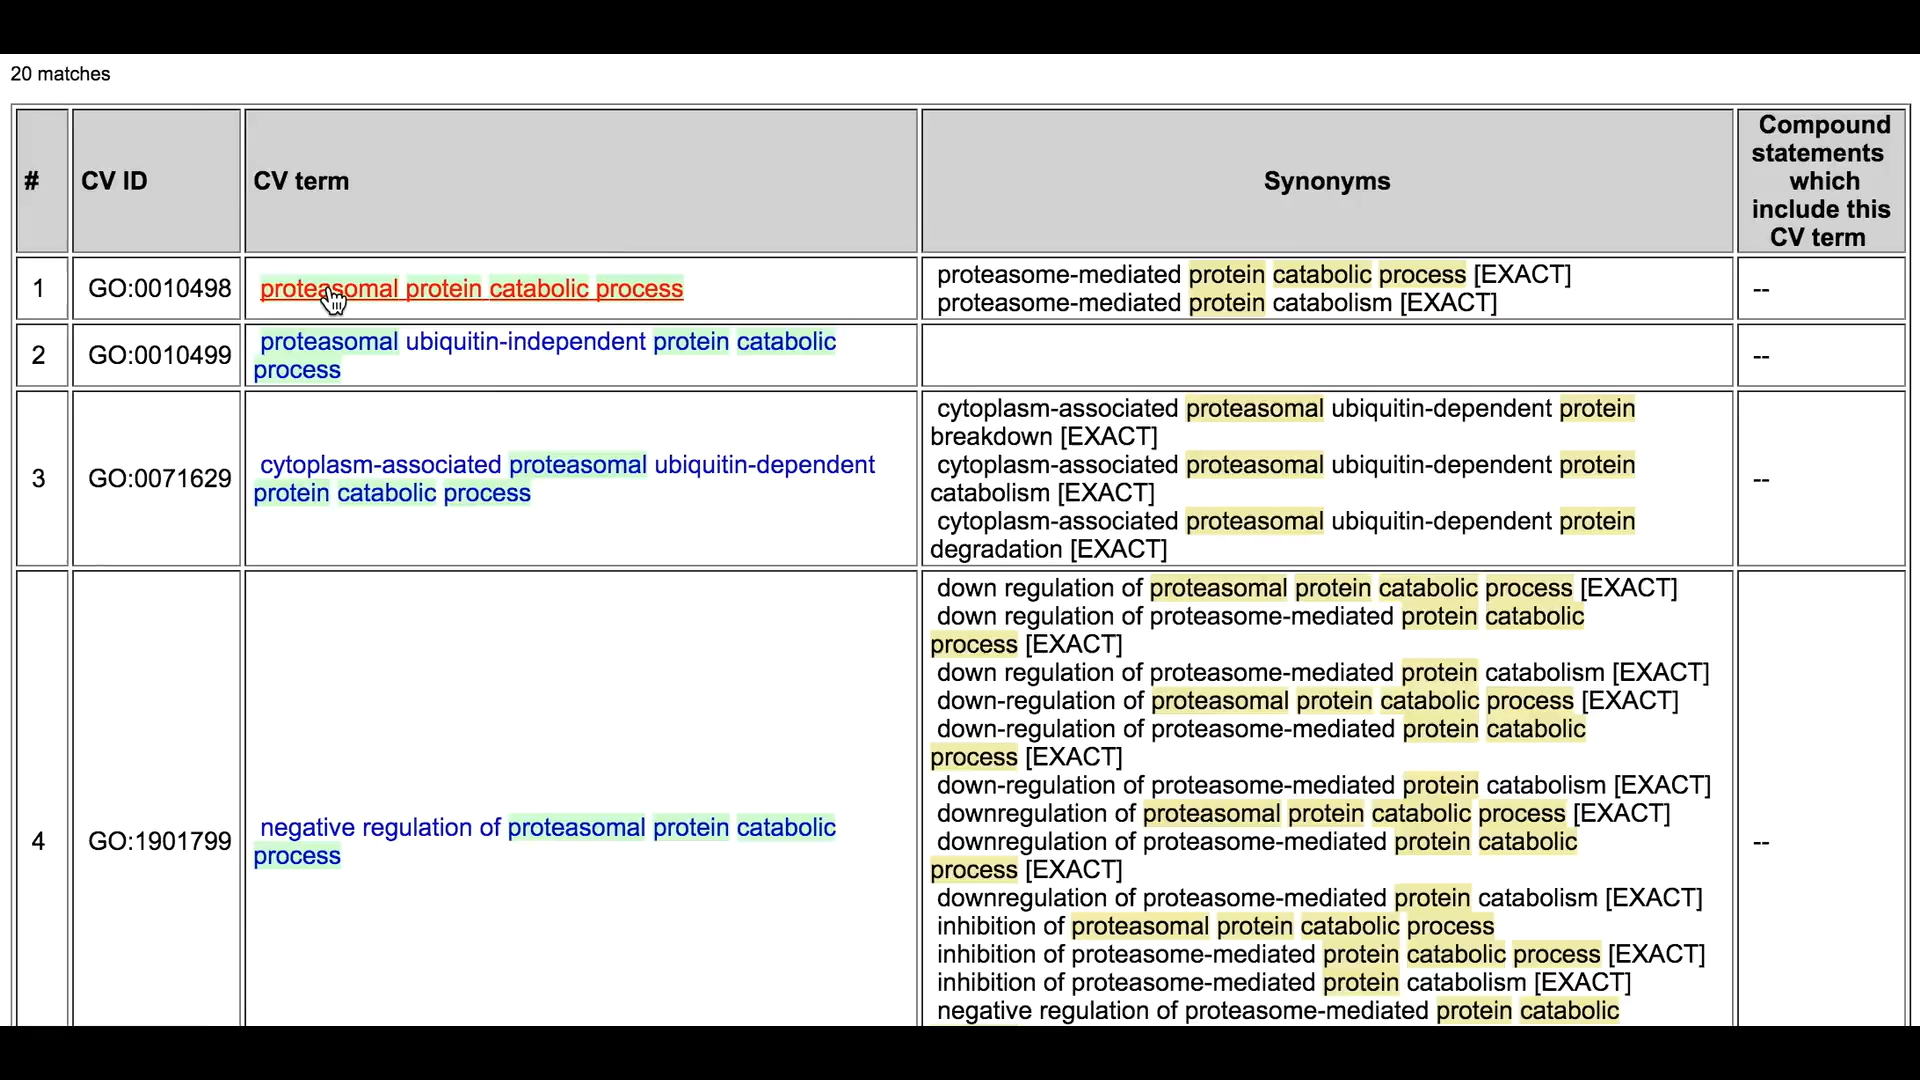 20 matches
# CV ID CV term Synonyms Compound statements which include this CV term
1 GO:0010498 proteasomal protein catabolic process
proteasome-mediated protein catabolic process [EXACT]
proteasome-mediated protein catabolism [EXACT]
--
2 GO:0010499 proteasomal ubiquitin-independent protein catabolic
process
--
3 GO:0071629 cytoplasm-associated proteasomal ubiquitin-dependent
protein catabolic process
cytoplasm-associated proteasomal ubiquitin-dependent protein
breakdown [EXACT]
cytoplasm-associated proteasomal ubiquitin-dependent protein
catabolism [EXACT]
cytoplasm-associated proteasomal ubiquitin-dependent protein
degradation [EXACT]
--
4 GO:1901799 negative regulation of proteasomal protein catabolic
process
down regulation of proteasomal protein catabolic process [EXACT]
down regulation of proteasome-mediated protein catabolic
process [EXACT]
down regulation of proteasome-mediated protein catabolism [EXACT]
down-regulation of proteasomal protein catabolic process [EXACT]
down-regulation of proteasome-mediated protein catabolic
process [EXACT]
down-regulation of proteasome-mediated protein catabolism [EXACT]
downregulation of proteasomal protein catabolic process [EXACT]
downregulation of proteasome-mediated protein catabolic
process [EXACT]
downregulation of proteasome-mediated protein catabolism [EXACT]
inhibition of proteasomal protein catabolic process
inhibition of proteasome-mediated protein catabolic process [EXACT]
inhibition of proteasome-mediated protein catabolism [EXACT]
negative regulation of proteasome-mediated protein catabolic
--